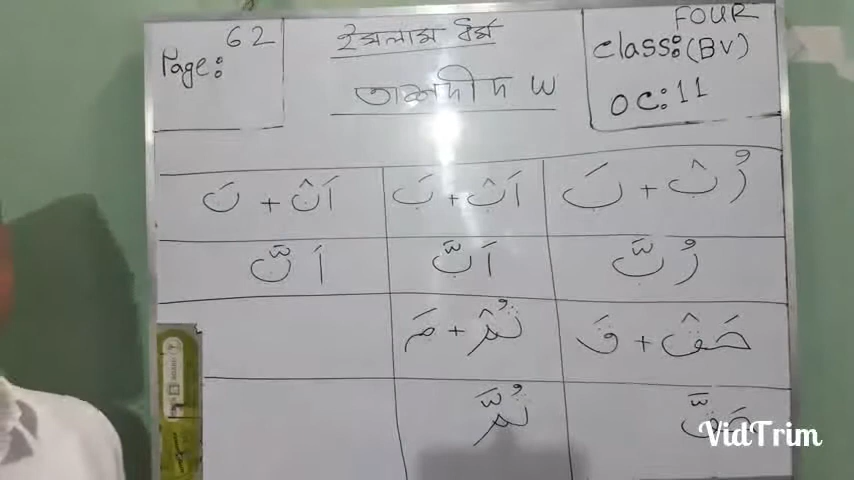 Page: 62
ইসলাম ধর্ম
তাশদীদ ّ
FOUR
Class: (BV)
OC: 11
رُبْ + بَ
اَبْ + بَ
اَنْ + نَ
رُبَّ
اَبَّ
اَنَّ
حَقْ + قَ
ثُمْ + مَ
حَقَّ
ثُمَّ
VidTrim